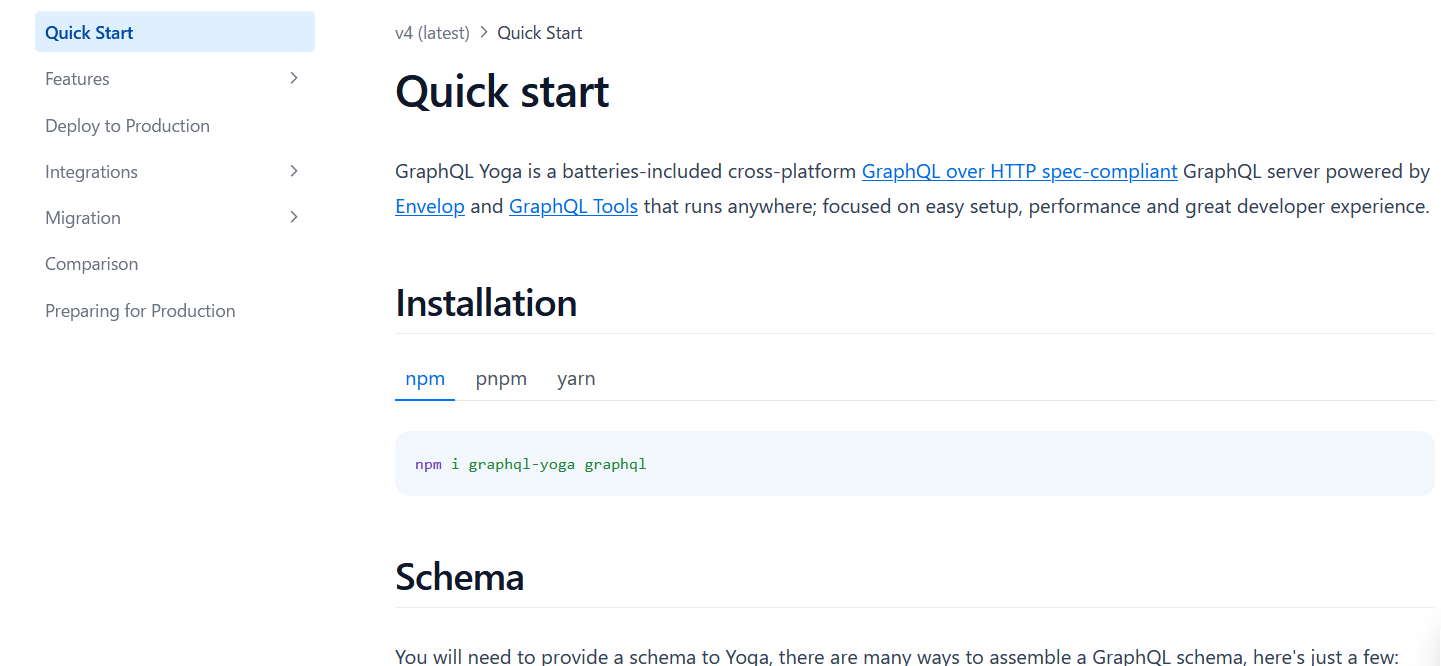 Quick Start
Features
Deploy to Production
Integrations
Migration
Comparison
Preparing for Production
v4 (latest) > Quick Start
Quick start
GraphQL Yoga is a batteries-included cross-platform GraphQL over HTTP spec-compliant GraphQL server powered by
Envelop and GraphQL Tools that runs anywhere; focused on easy setup, performance and great developer experience.
Installation
npm pnpm yarn
npm i graphql-yoga graphql
Schema
You will need to provide a schema to Yoga, there are many ways to assemble a GraphQL schema, here's just a few: